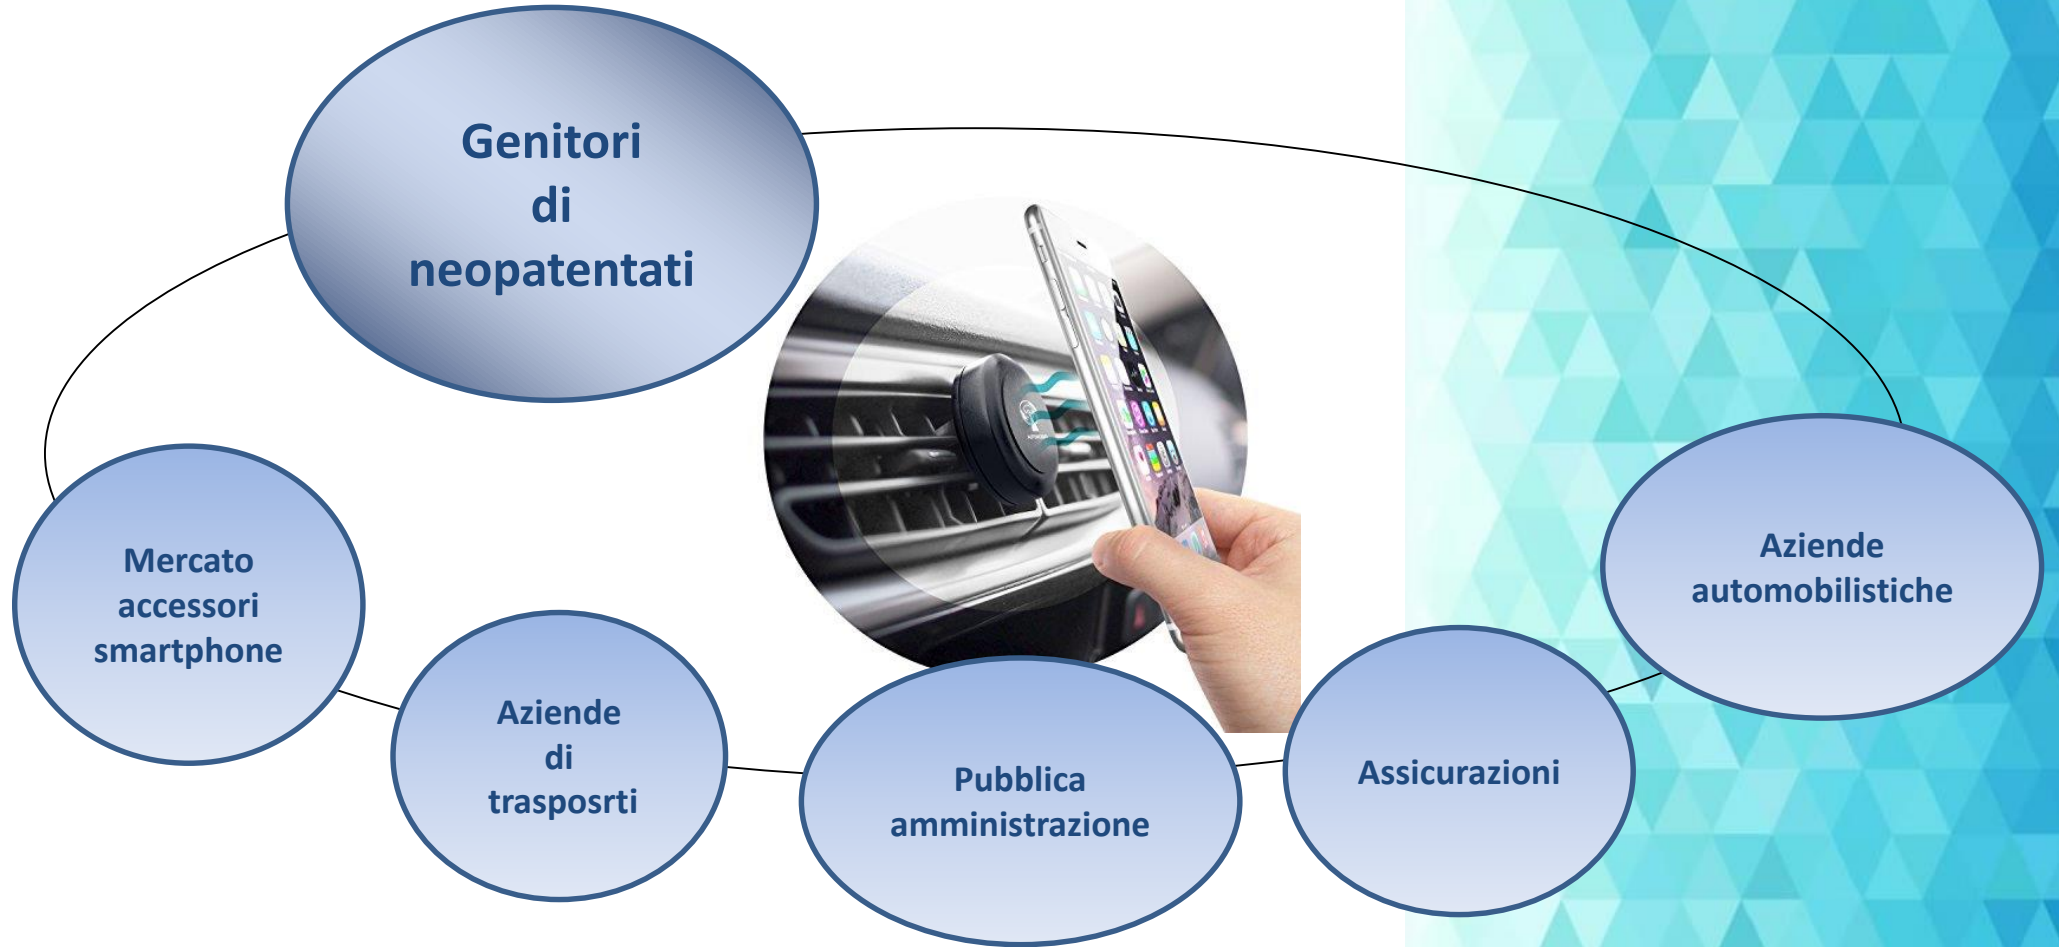 Genitori
di
neopatentati
Mercato
accessori
smartphone
Aziende
di
trasposrti
Pubblica
amministrazione
Assicurazioni
Aziende
automobilistiche